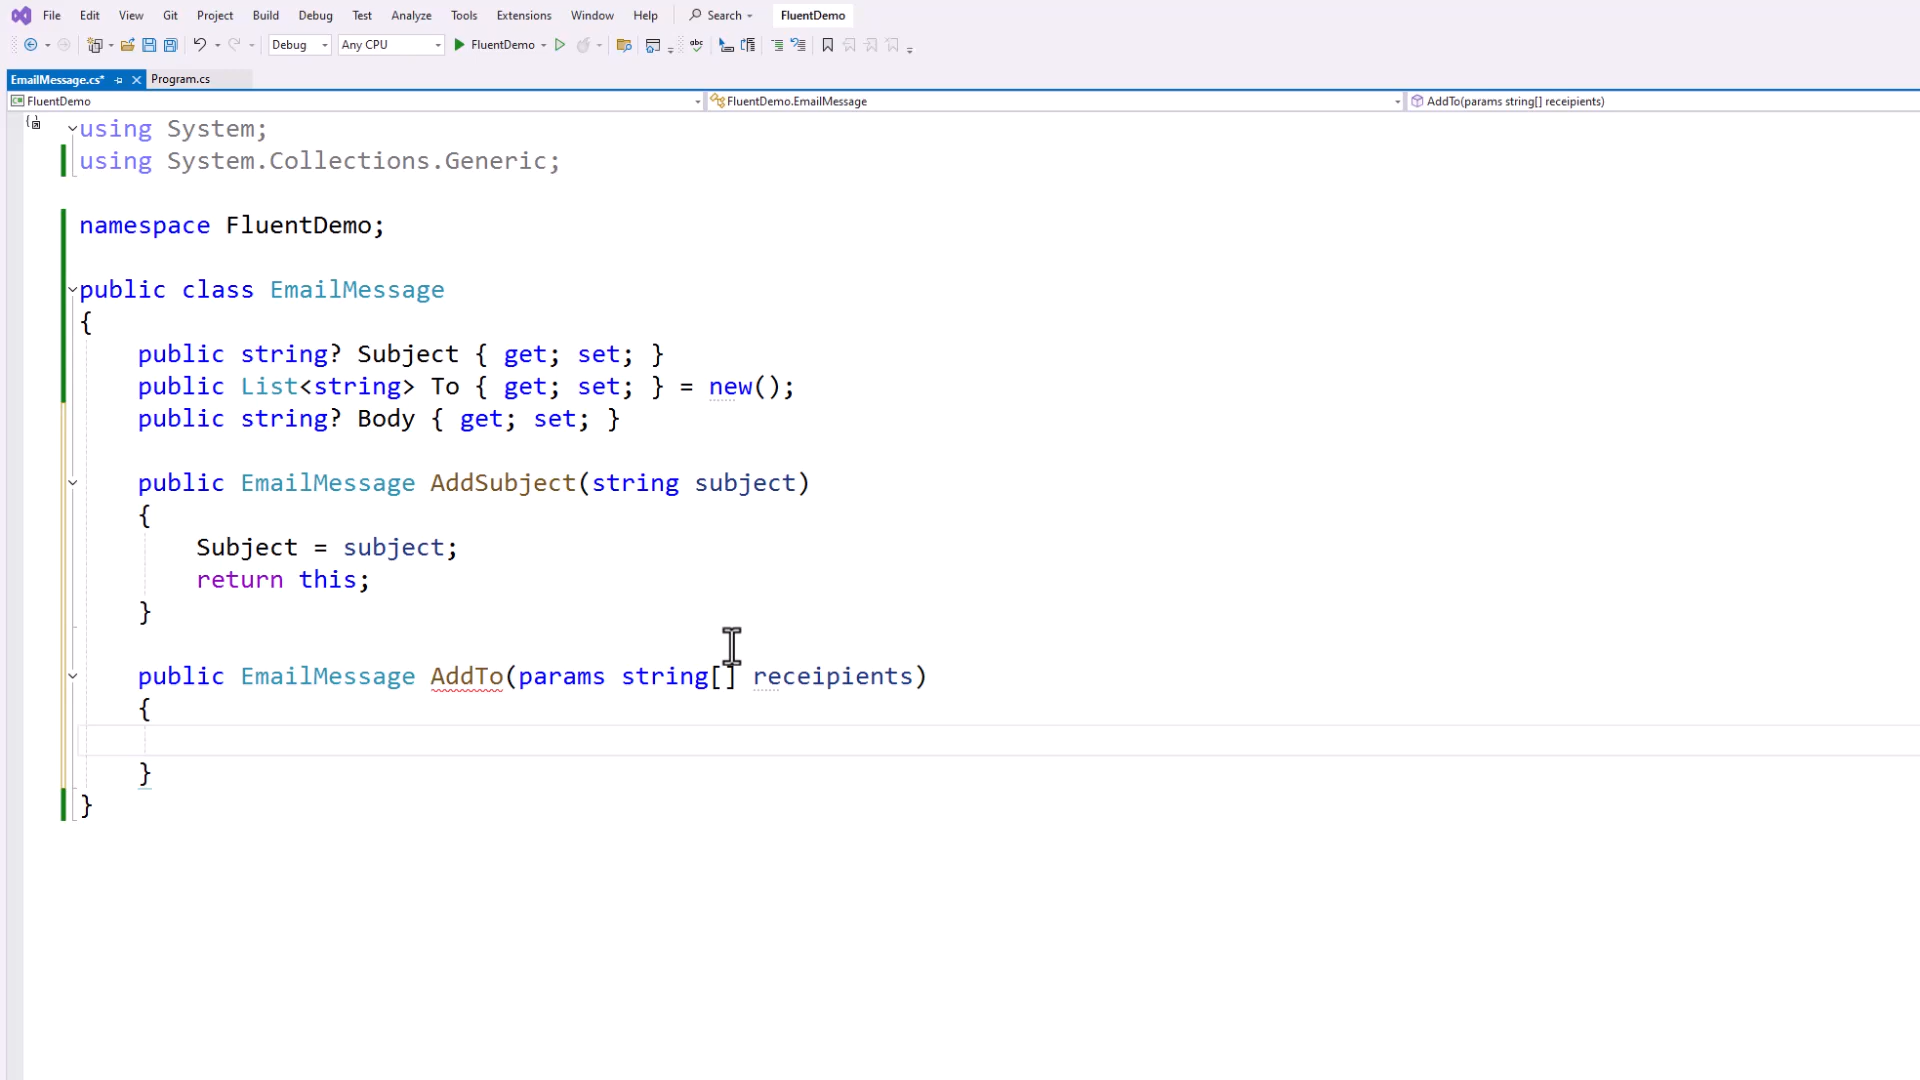 File Edit View Git Project Build Debug Test Analyze Tools Extensions Window Help Search FluentDemo
Debug Any CPU FluentDemo
EmailMessage.cs* Program.cs
FluentDemo FluentDemo.EmailMessage AddTo(params string[] receipients)
using System;
using System.Collections.Generic;
namespace FluentDemo;
public class EmailMessage
{
public string? Subject { get; set; }
public List<string> To { get; set; } = new();
public string? Body { get; set; }
public EmailMessage AddSubject(string subject)
{
Subject = subject;
return this;
}
public EmailMessage AddTo(params string[] receipients)
{
}
}